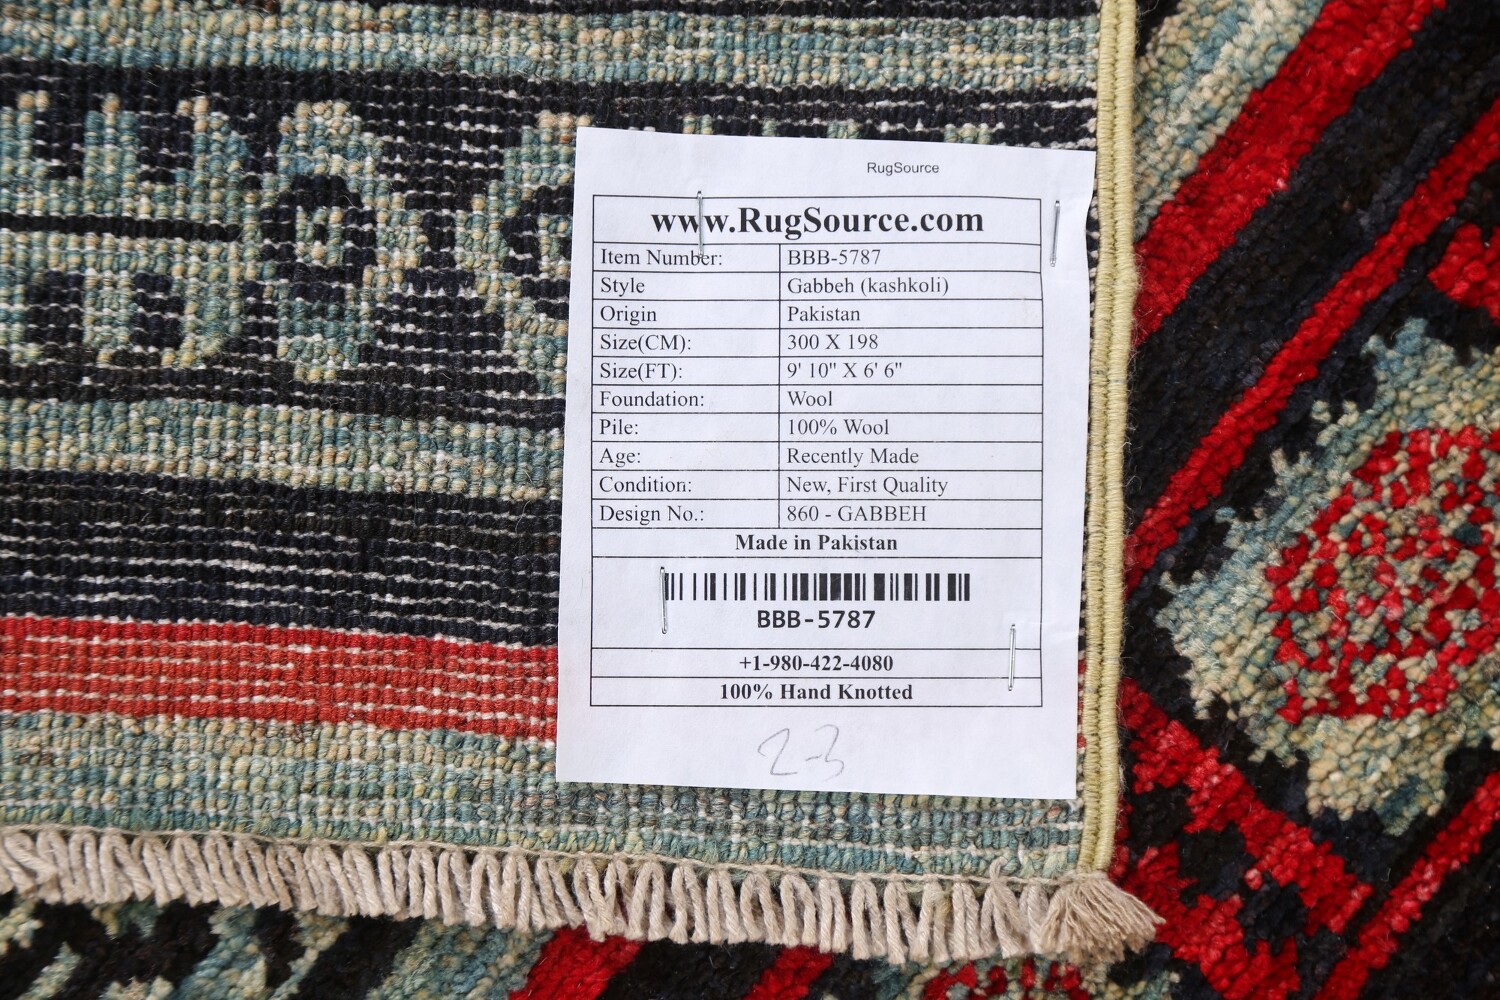 RugSource
www.RugSource.com
Item Number: BBB-5787
Style Gabbeh (kashkoli)
Origin Pakistan
Size(CM): 300 X 198
Size(FT): 9' 10" X 6' 6"
Foundation: Wool
Pile: 100% Wool
Age: Recently Made
Condition: New, First Quality
Design No.: 860 - GABBEH
Made in Pakistan
BBB-5787
+1-980-422-4080
100% Hand Knotted
2-3